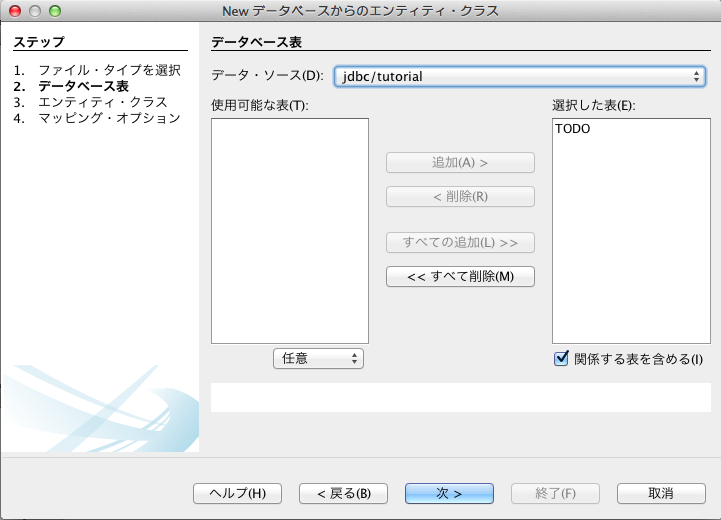 New データベースからのエンティティ・クラス
ステップ
1. ファイル・タイプを選択
2. データベース表
3. エンティティ・クラス
4. マッピング・オプション
データベース表
データ・ソース(D): jdbc/tutorial
使用可能な表(T):
選択した表(E):
TODO
追加(A) >
< 削除(R)
すべての追加(L) >>
<< すべて削除(M)
任意
関係する表を含める(I)
ヘルプ(H)
< 戻る(B)
次 >
終了(F)
取消